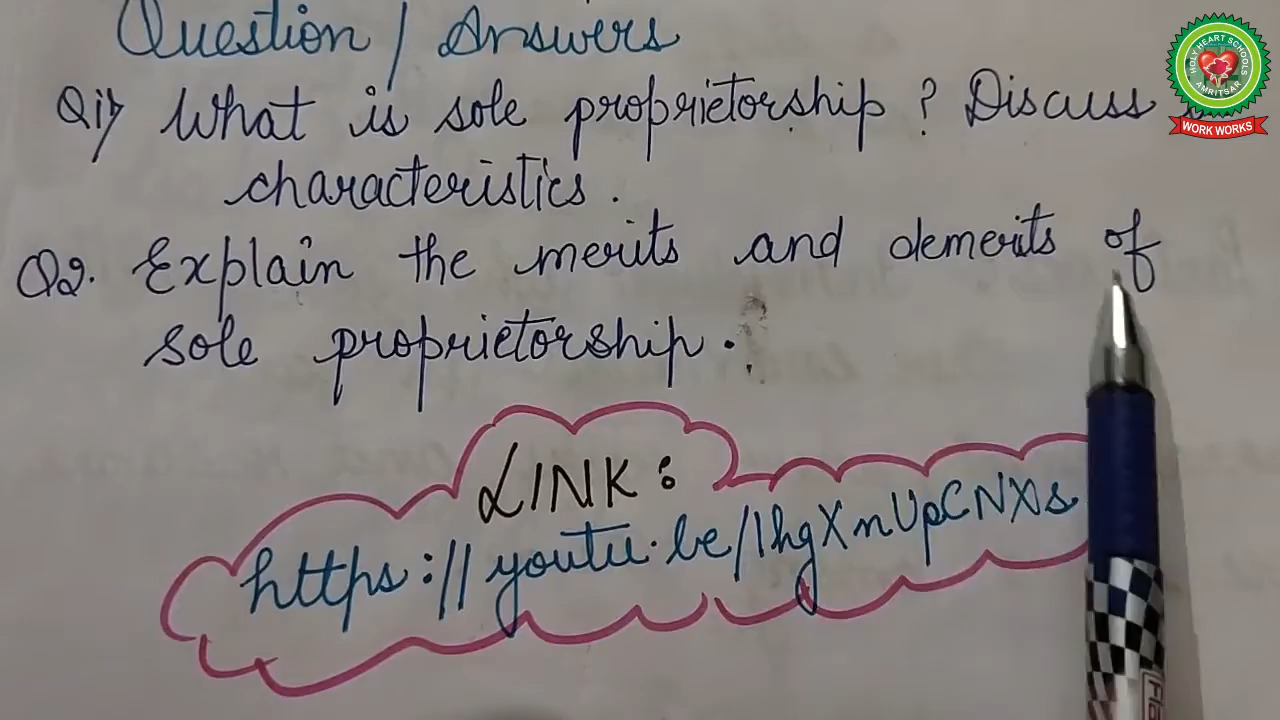 Question / Answers
Q1) What is sole proprietorship ? Discuss
characteristics.
Q2. Explain the merits and demerits of
sole proprietorship.
LINK :
https://youtu.be/1hgXnUpCNXs
HOLY HEART SCHOOLS
AMRITSAR
WORK WORKS